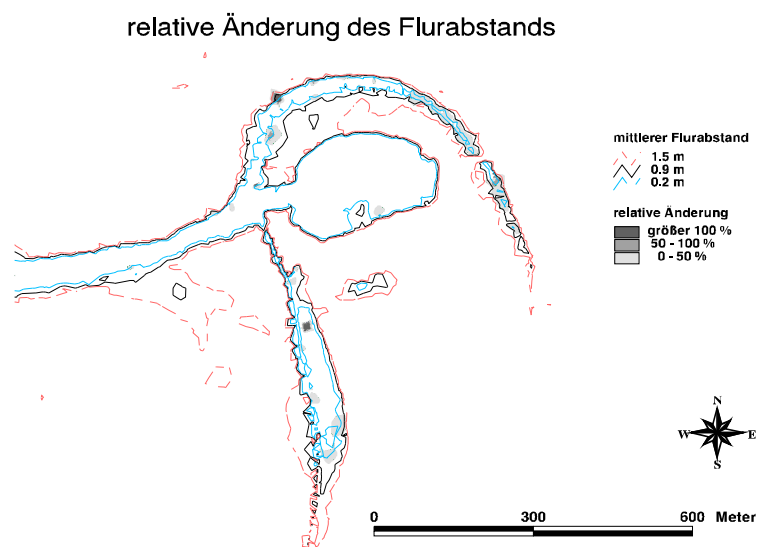 relative Änderung des Flurabstands
mittlerer Flurabstand
1.5 m
0.9 m
0.2 m
relative Änderung
größer 100 %
50 - 100 %
0 - 50 %
N
W E
S
0 300 600 Meter